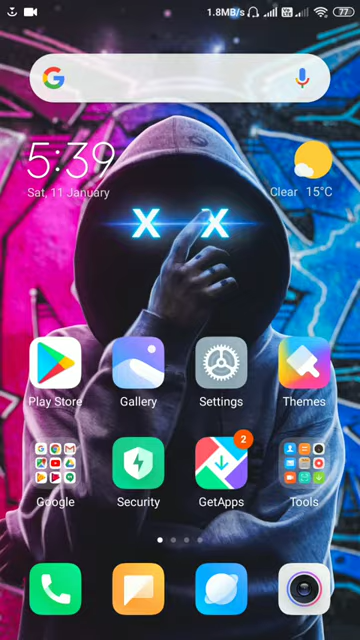 1.8MB/s 77
5:39
Sat, 11 January
Clear 15°C
X X
Play Store Gallery Settings Themes
2
Google Security GetApps Tools